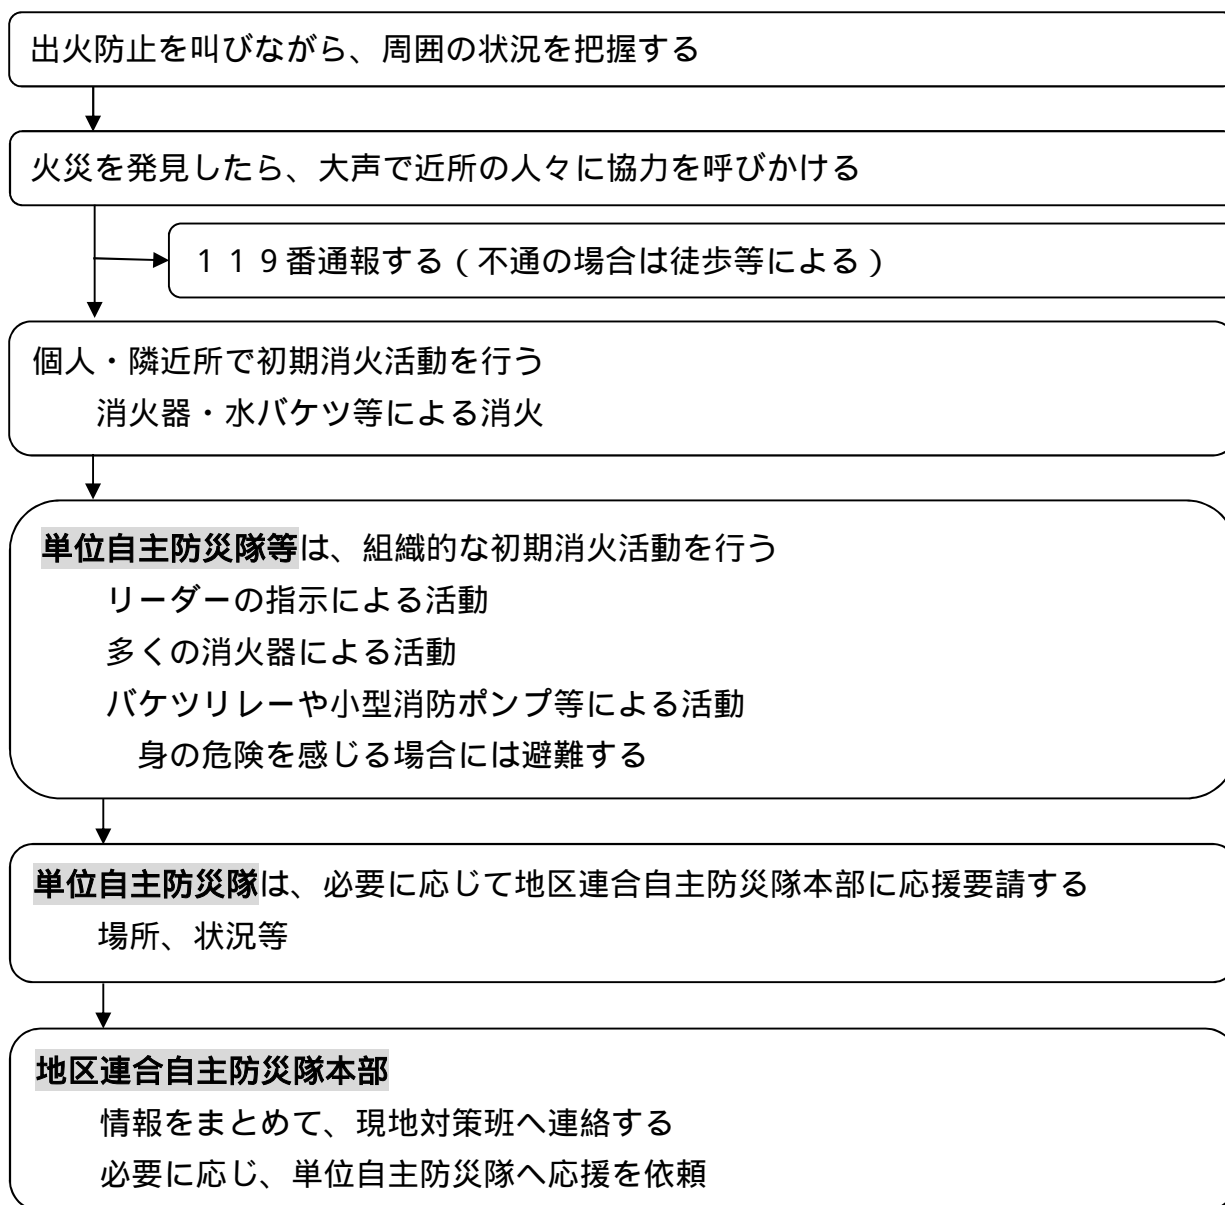 出火防止を叫びながら、周囲の状況を把握する
火災を発見したら、大声で近所の人々に協力を呼びかける
１１９番通報する（不通の場合は徒歩等による）
個人・隣近所で初期消火活動を行う
消火器・水バケツ等による消火
単位自主防災隊等は、組織的な初期消火活動を行う
リーダーの指示による活動
多くの消火器による活動
バケツリレーや小型消防ポンプ等による活動
身の危険を感じる場合には避難する
単位自主防災隊は、必要に応じて地区連合自主防災隊本部に応援要請する
場所、状況等
地区連合自主防災隊本部
情報をまとめて、現地対策班へ連絡する
必要に応じ、単位自主防災隊へ応援を依頼